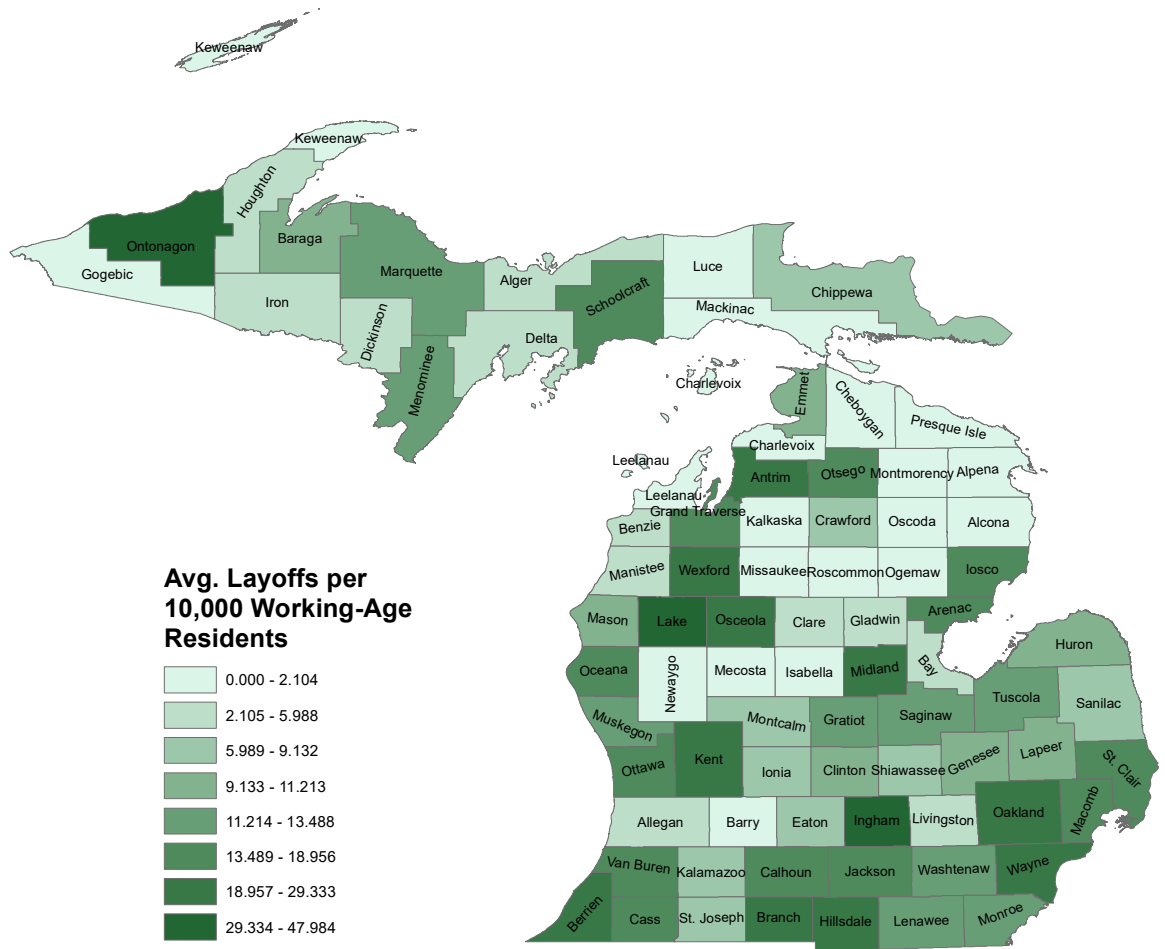 Keweenaw
Keweenaw
Houghton
Ontonagon
Baraga
Gogebic
Marquette
Iron
Alger
Schoolcraft
Luce
Chippewa
Mackinac
Dickinson
Delta
Menominee
Charlevoix
Emmet
Cheboygan
Presque Isle
Charlevoix
Leelanau
Antrim
Otsego
Montmorency
Alpena
Leelanau
Grand Traverse
Benzie
Kalkaska
Crawford
Oscoda
Alcona
Manistee
Wexford
Missaukee
Roscommon
Ogemaw
Iosco
Avg. Layoffs per
10,000 Working-Age
Residents
0.000 - 2.104
2.105 - 5.988
5.989 - 9.132
9.133 - 11.213
11.214 - 13.488
13.489 - 18.956
18.957 - 29.333
29.334 - 47.984
Mason
Lake
Osceola
Clare
Gladwin
Arenac
Huron
Oceana
Newaygo
Mecosta
Isabella
Midland
Bay
Tuscola
Sanilac
Muskegon
Montcalm
Gratiot
Saginaw
Ottawa
Kent
Ionia
Clinton
Shiawassee
Genesee
Lapeer
St. Clair
Allegan
Barry
Eaton
Ingham
Livingston
Oakland
Macomb
Van Buren
Kalamazoo
Calhoun
Jackson
Washtenaw
Wayne
Berrien
Cass
St. Joseph
Branch
Hillsdale
Lenawee
Monroe